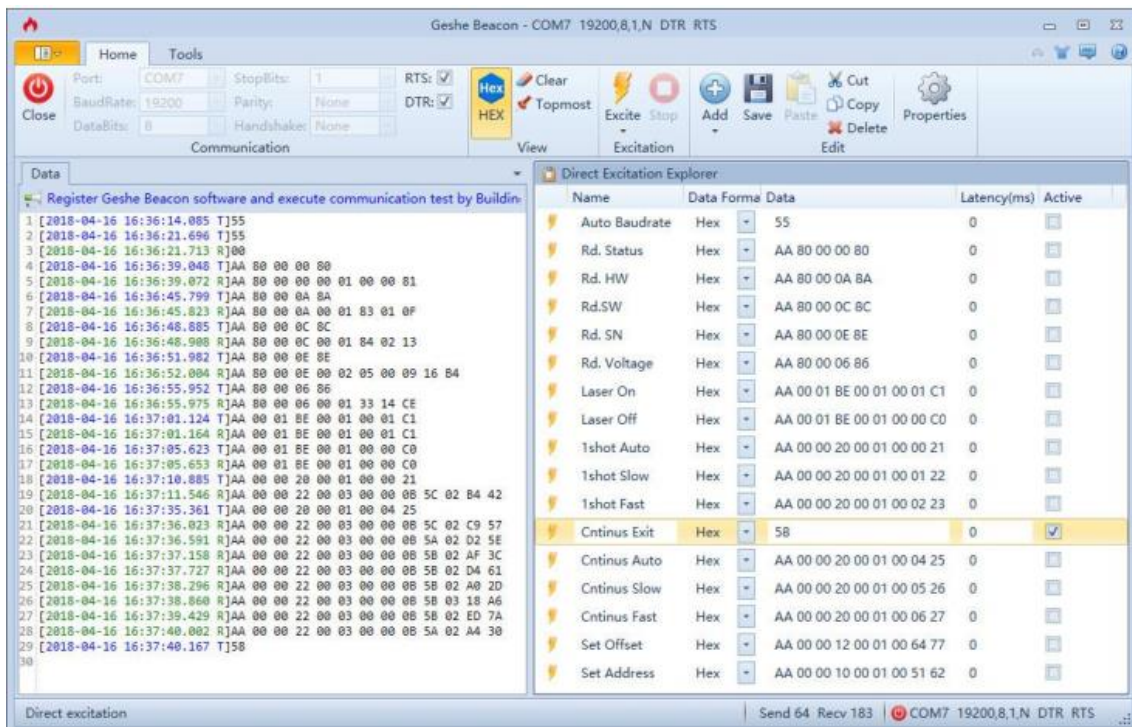 Geshe Beacon - COM7 19200,8,1,N DTR RTS
Home Tools
Close
Port: COM7 StopBits: 1 RTS:
BaudRate: 19200 Parity: None DTR:
DataBits: 8 Handshake: None
Communication
Hex
HEX
Clear
Topmost
View
Excite Stop
Excitation
Add Save Paste
Cut
Copy
Delete
Edit
Properties
Data
Register Geshe Beacon software and execute communication test by Buildin
1 [2018-04-16 16:36:14.085 T]55
2 [2018-04-16 16:36:21.696 T]55
3 [2018-04-16 16:36:21.713 R]00
4 [2018-04-16 16:36:39.048 T]AA 80 00 00 80
5 [2018-04-16 16:36:39.072 R]AA 80 00 00 00 01 00 00 81
6 [2018-04-16 16:36:45.799 T]AA 80 00 0A 8A
7 [2018-04-16 16:36:45.823 R]AA 80 00 0A 00 01 83 01 0F
8 [2018-04-16 16:36:48.885 T]AA 80 00 0C 8C
9 [2018-04-16 16:36:48.908 R]AA 80 00 0C 00 01 84 02 13
10 [2018-04-16 16:36:51.982 T]AA 80 00 0E 8E
11 [2018-04-16 16:36:52.004 R]AA 80 00 0E 00 02 05 00 09 16 B4
12 [2018-04-16 16:36:55.952 T]AA 80 00 06 86
13 [2018-04-16 16:36:55.975 R]AA 80 00 06 00 01 33 14 CE
14 [2018-04-16 16:37:01.124 T]AA 00 01 BE 00 01 00 01 C1
15 [2018-04-16 16:37:01.164 R]AA 00 01 BE 00 01 00 01 C1
16 [2018-04-16 16:37:05.623 T]AA 00 01 BE 00 01 00 00 C0
17 [2018-04-16 16:37:05.653 R]AA 00 01 BE 00 01 00 00 C0
18 [2018-04-16 16:37:10.885 T]AA 00 00 20 00 01 00 00 21
19 [2018-04-16 16:37:11.546 R]AA 00 00 22 00 03 00 00 0B 5C 02 B4 42
20 [2018-04-16 16:37:35.361 T]AA 00 00 20 00 01 00 04 25
21 [2018-04-16 16:37:36.023 R]AA 00 00 22 00 03 00 00 0B 5C 02 C9 57
22 [2018-04-16 16:37:36.591 R]AA 00 00 22 00 03 00 00 0B 5A 02 D2 5E
23 [2018-04-16 16:37:37.158 R]AA 00 00 22 00 03 00 00 0B 5B 02 AF 3C
24 [2018-04-16 16:37:37.727 R]AA 00 00 22 00 03 00 00 0B 5B 02 D4 61
25 [2018-04-16 16:37:38.296 R]AA 00 00 22 00 03 00 00 0B 5B 02 A0 2D
26 [2018-04-16 16:37:38.860 R]AA 00 00 22 00 03 00 00 0B 5B 03 18 A6
27 [2018-04-16 16:37:39.429 R]AA 00 00 22 00 03 00 00 0B 5B 02 ED 7A
28 [2018-04-16 16:37:40.002 R]AA 00 00 22 00 03 00 00 0B 5A 02 A4 30
29 [2018-04-16 16:37:40.167 T]58
30
Direct Excitation Explorer
Name Data Forma Data Latency(ms) Active
Auto Baudrate Hex 55 0
Rd. Status Hex AA 80 00 00 80 0
Rd. HW Hex AA 80 00 0A 8A 0
Rd.SW Hex AA 80 00 0C 8C 0
Rd. SN Hex AA 80 00 0E 8E 0
Rd. Voltage Hex AA 80 00 06 86 0
Laser On Hex AA 00 01 BE 00 01 00 01 C1 0
Laser Off Hex AA 00 01 BE 00 01 00 00 C0 0
1shot Auto Hex AA 00 00 20 00 01 00 00 21 0
1shot Slow Hex AA 00 00 20 00 01 00 01 22 0
1shot Fast Hex AA 00 00 20 00 01 00 02 23 0
Cntinus Exit Hex 58 0
Cntinus Auto Hex AA 00 00 20 00 01 00 04 25 0
Cntinus Slow Hex AA 00 00 20 00 01 00 05 26 0
Cntinus Fast Hex AA 00 00 20 00 01 00 06 27 0
Set Offset Hex AA 00 00 12 00 01 00 64 77 0
Set Address Hex AA 00 00 10 00 01 00 51 62 0
Direct excitation
Send 64 Recv 183 COM7 19200,8,1,N DTR RTS